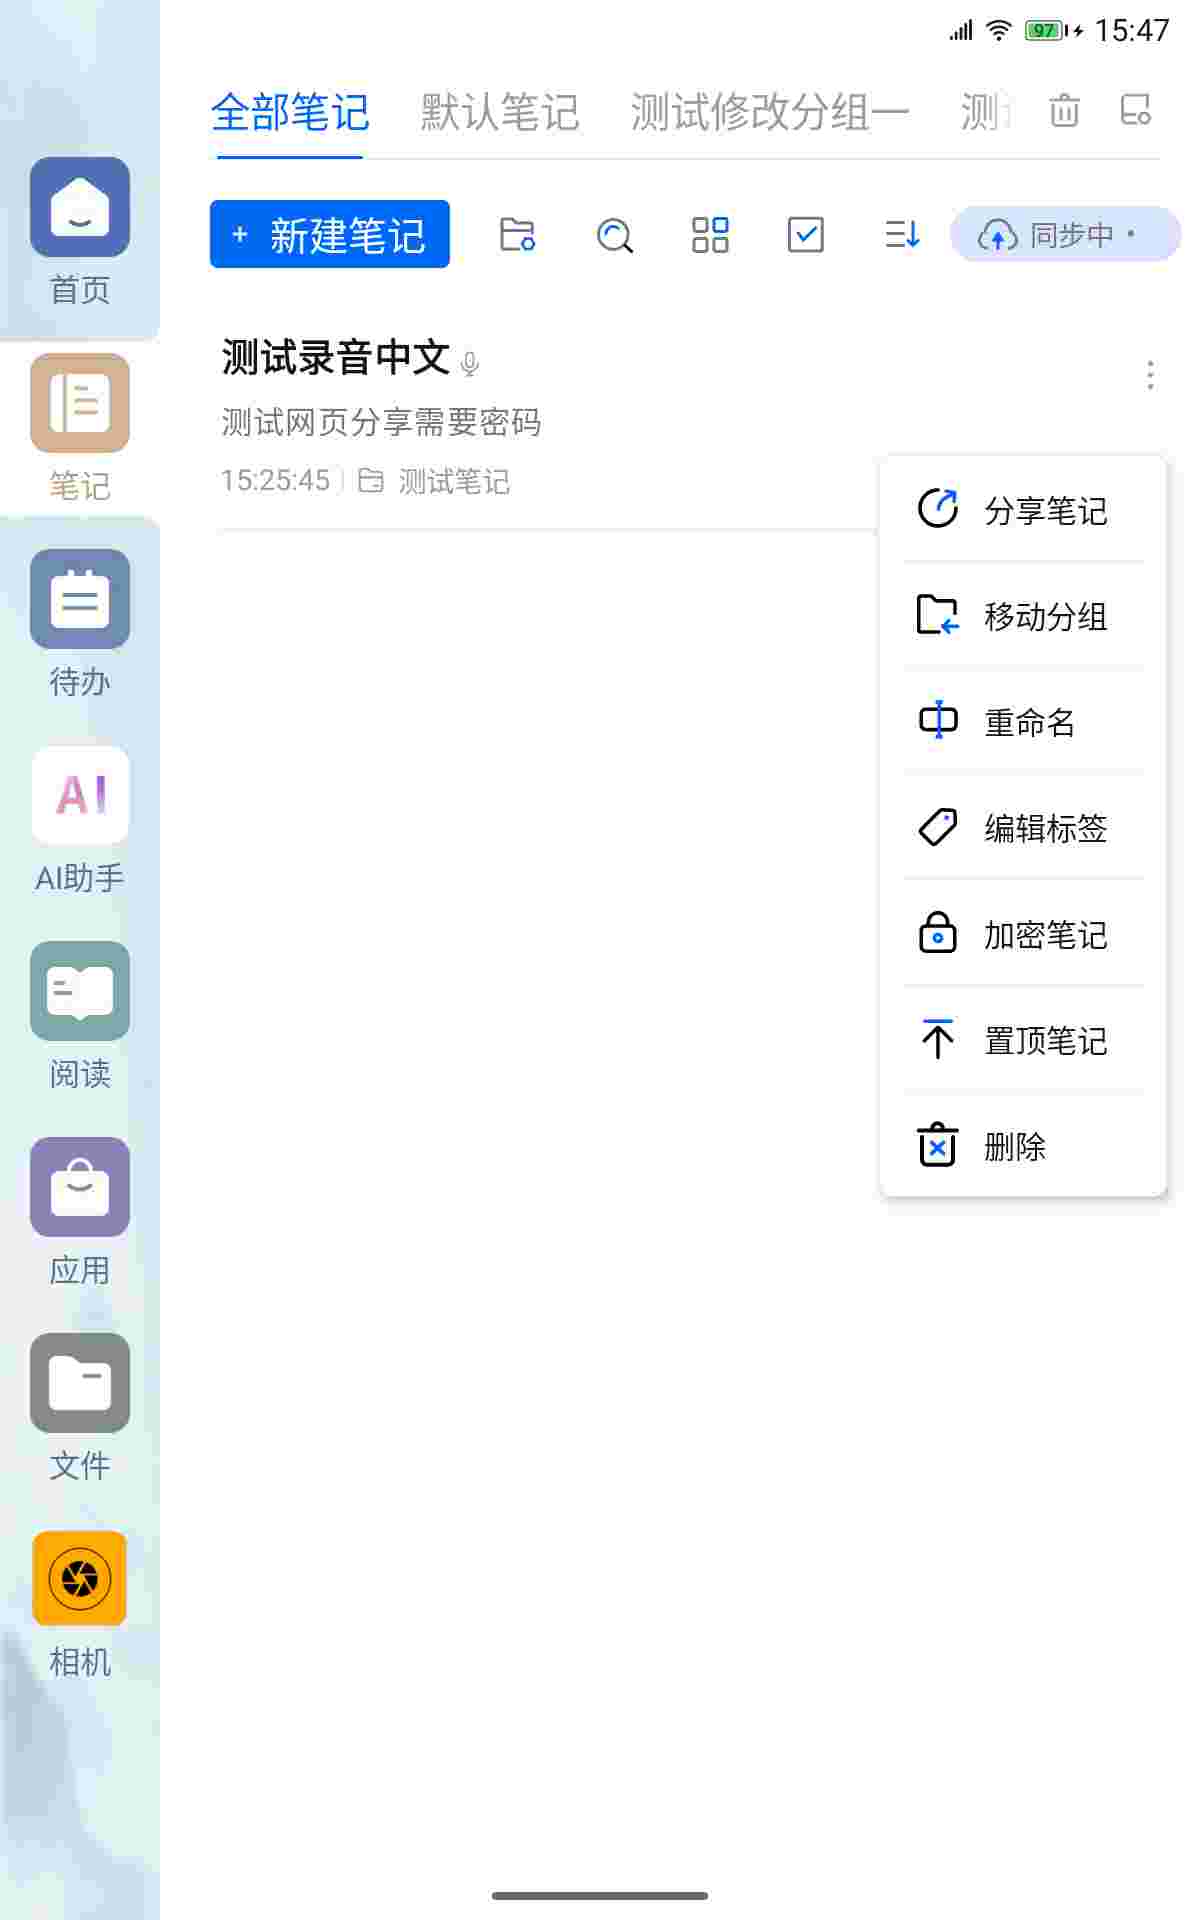 97 15:47
全部笔记 默认笔记 测试修改分组一 测
+ 新建笔记 同步中
首页
测试录音中文
测试网页分享需要密码
15:25:45 测试笔记
笔记
分享笔记
移动分组
重命名
编辑标签
加密笔记
置顶笔记
删除
待办
AI
AI助手
阅读
应用
文件
相机